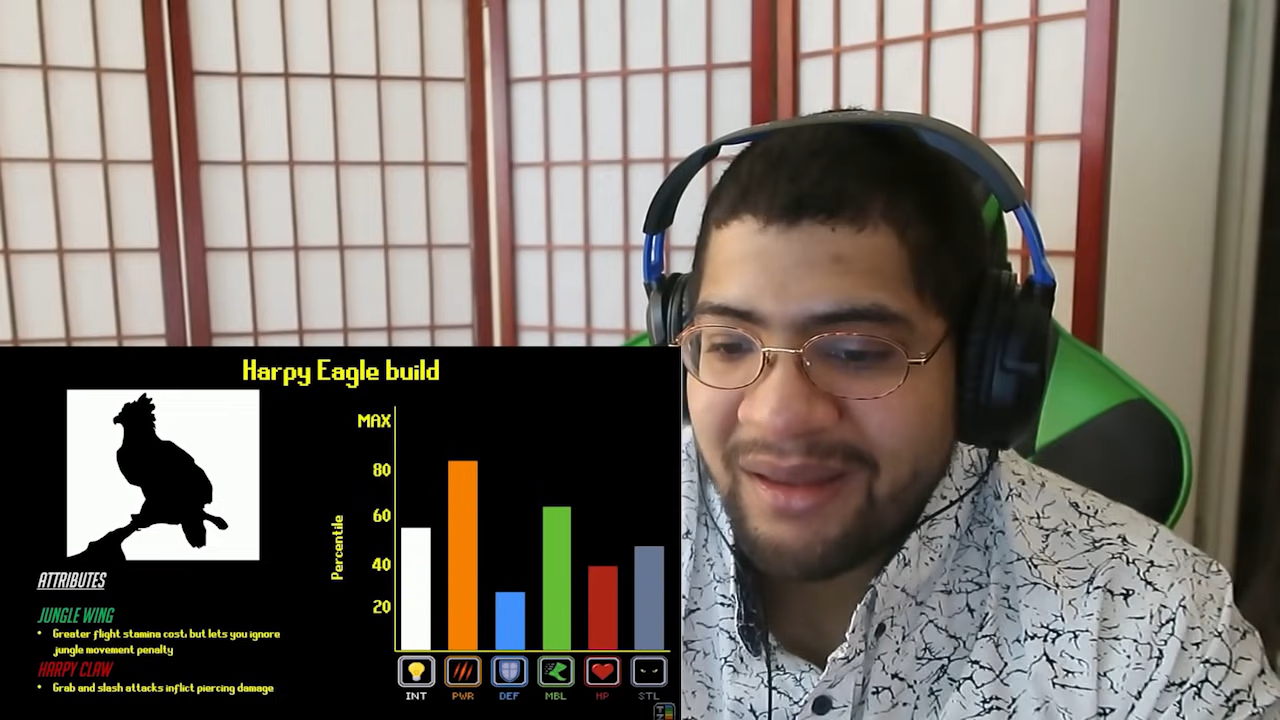 Harpy Eagle build
MAX
80
60
40
20
Percentile
INT PWR DEF MBL HP STL
ATTRIBUTES
JUNGLE WING
• Greater flight stamina cost, but lets you ignore
jungle movement penalty
HARPY CLAW
• Grab and slash attacks inflict piercing damage